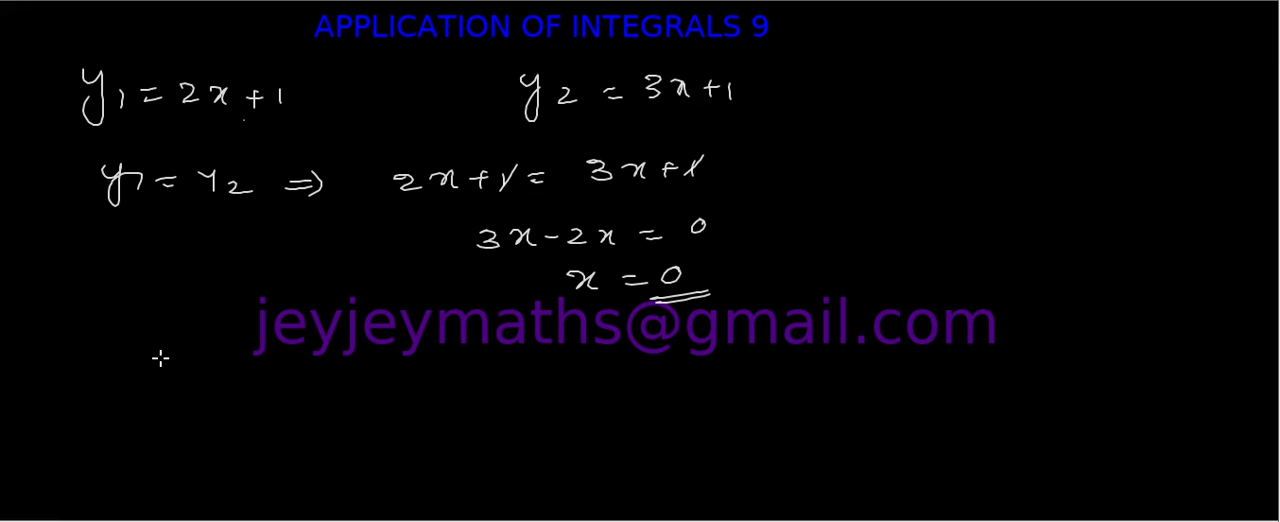 APPLICATION OF INTEGRALS 9
y₁ = 2x + 1 y₂ = 3x + 1
y₁ = y₂ ⇒ 2x + 1 = 3x + 1
3x - 2x = 0
x = 0
jeyjeymaths@gmail.com